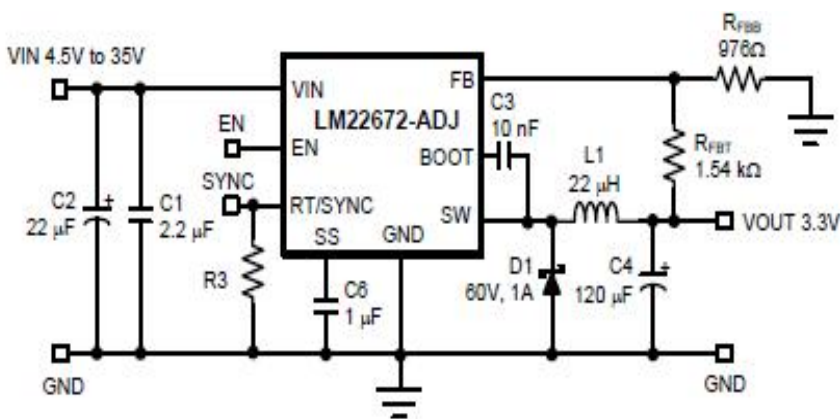 VIN 4.5V to 35V
EN
SYNC
C2
22 µF
C1
2.2 µF
R3
VIN
LM22672-ADJ
EN
RT/SYNC
SS
GND
FB
BOOT
SW
C3
10 nF
C6
1 µF
L1
22 µH
D1
60V, 1A
C4
120 µF
RFBB
976Ω
RFBT
1.54 kΩ
VOUT 3.3V
GND
GND